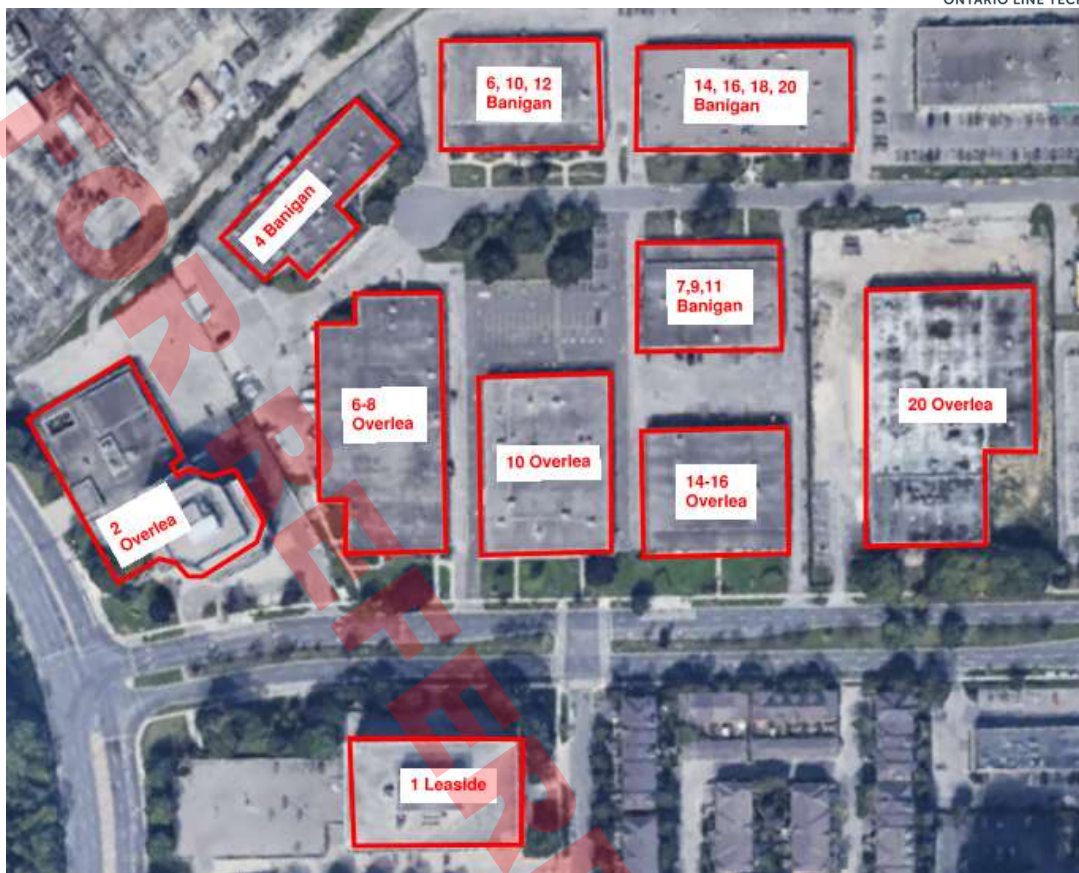 ONTARIO LINE TECH
6, 10, 12
Banigan
14, 16, 18, 20
Banigan
4 Banigan
7,9,11
Banigan
6-8
Overlea
20 Overlea
10 Overlea
14-16
Overlea
2
Overlea
1 Leaside
FOR REFERE